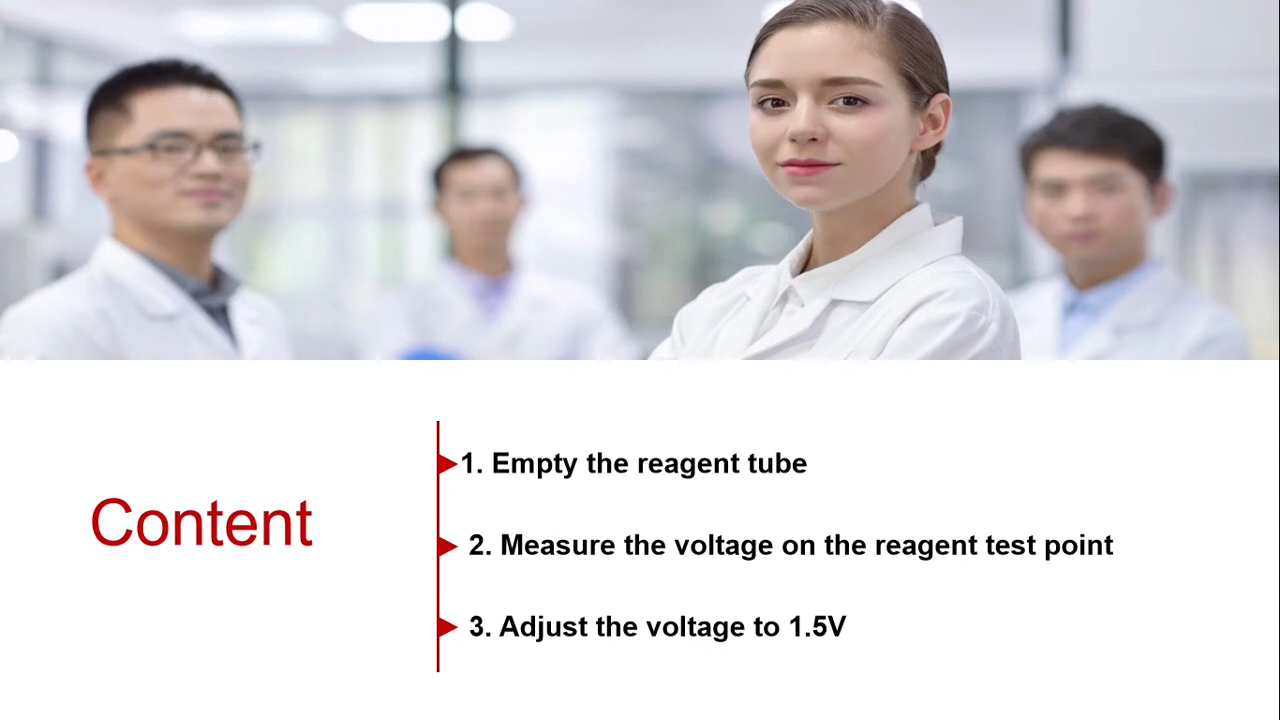 Content
1. Empty the reagent tube
2. Measure the voltage on the reagent test point
3. Adjust the voltage to 1.5V